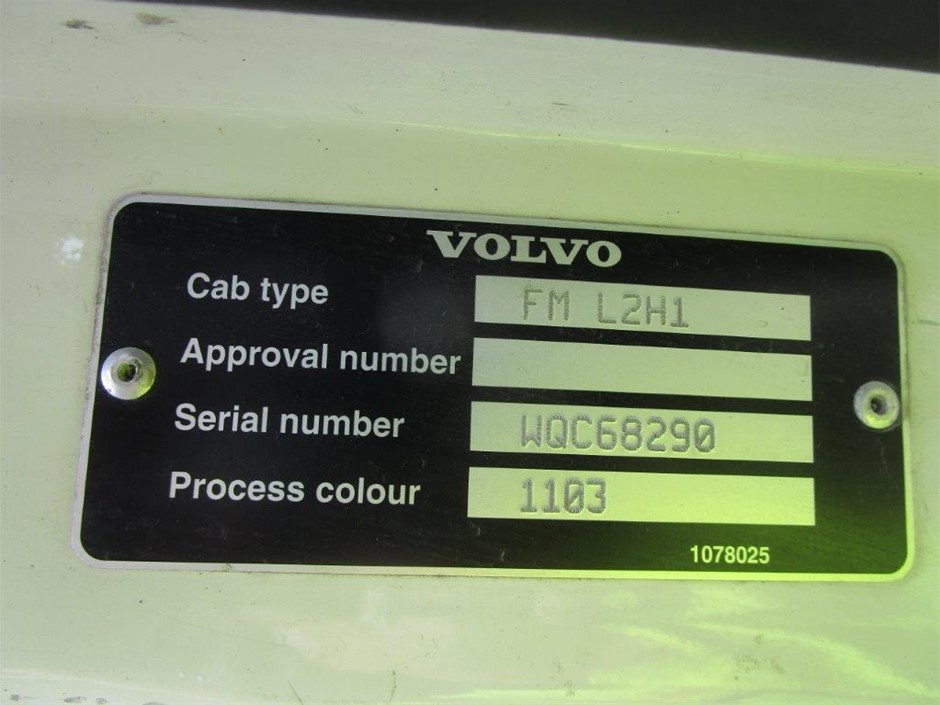 VOLVO
Cab type FM L2H1
Approval number
Serial number WQC68290
Process colour 1103
1078025